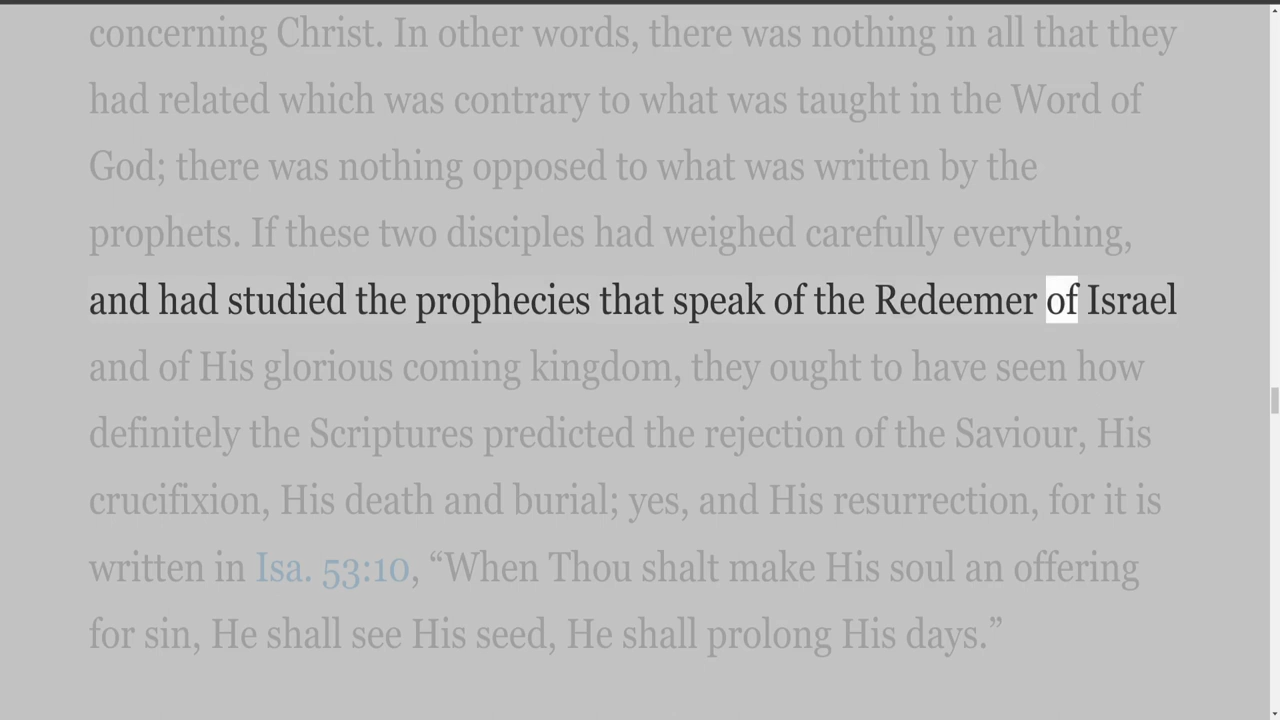 concerning Christ. In other words, there was nothing in all that they
had related which was contrary to what was taught in the Word of
God; there was nothing opposed to what was written by the
prophets. If these two disciples had weighed carefully everything,
and had studied the prophecies that speak of the Redeemer of Israel
and of His glorious coming kingdom, they ought to have seen how
definitely the Scriptures predicted the rejection of the Saviour, His
crucifixion, His death and burial; yes, and His resurrection, for it is
written in Isa. 53:10, “When Thou shalt make His soul an offering
for sin, He shall see His seed, He shall prolong His days.”